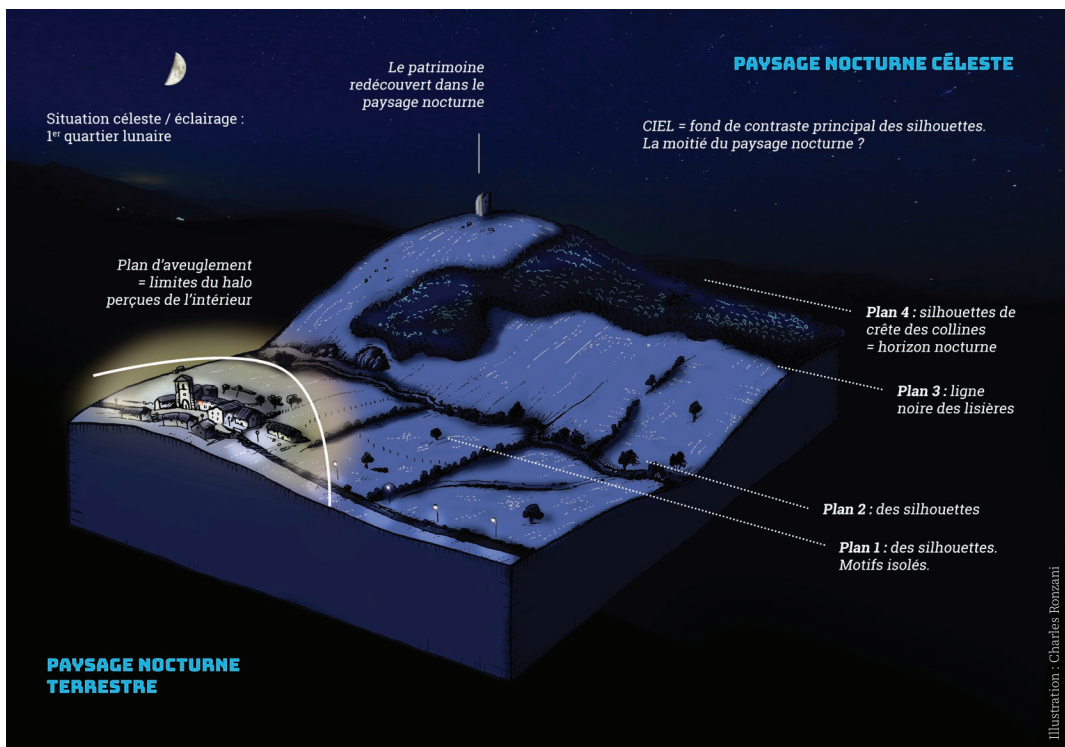 Le patrimoine
redécouvert dans le
paysage nocturne
PAYSAGE NOCTURNE CÉLESTE
Situation céleste / éclairage :
1er quartier lunaire
CIEL = fond de contraste principal des silhouettes.
La moitié du paysage nocturne ?
Plan d’aveuglement
= limites du halo
perçues de l’intérieur
Plan 4 : silhouettes de
crête des collines
= horizon nocturne
Plan 3 : ligne
noire des lisières
Plan 2 : des silhouettes
Plan 1 : des silhouettes.
Motifs isolés.
PAYSAGE NOCTURNE
TERRESTRE
Illustration : Charles Ronzani